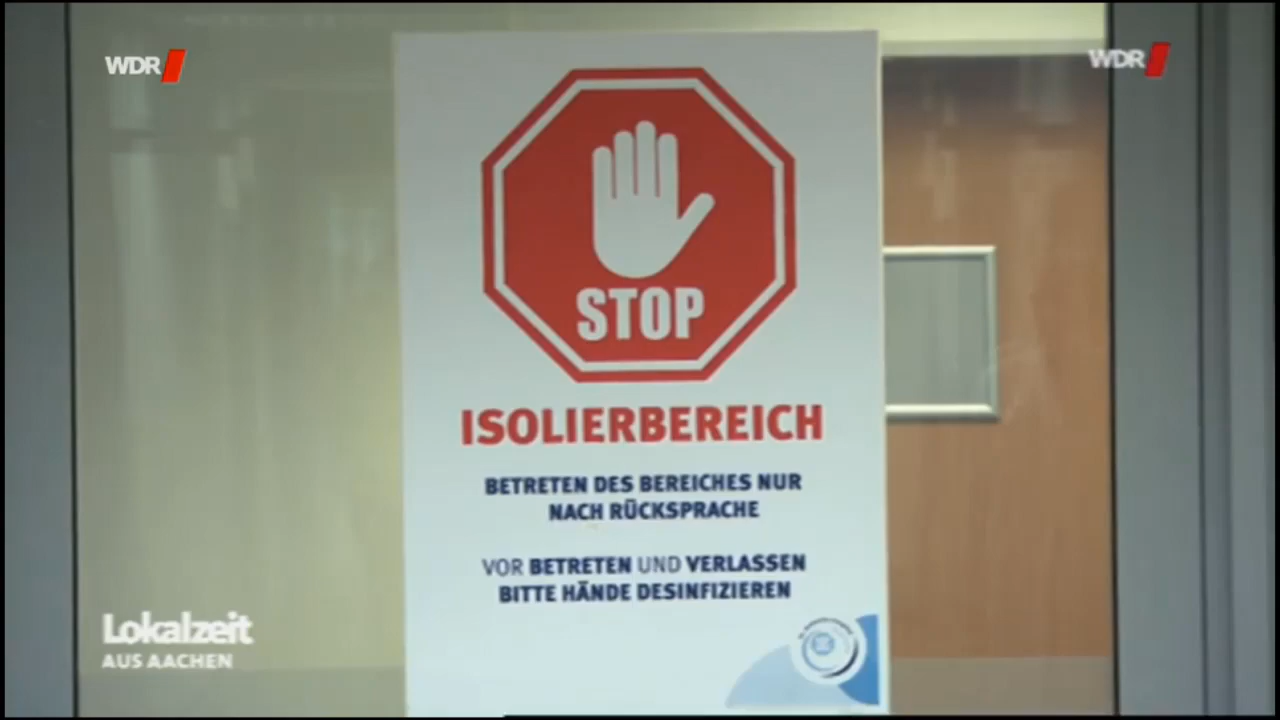 WDR
WDR
STOP
ISOLIERBEREICH
BETRETEN DES BEREICHES NUR
NACH RÜCKSPRACHE
VOR BETRETEN UND VERLASSEN
BITTE HÄNDE DESINFIZIEREN
Lokalzeit
AUS AACHEN